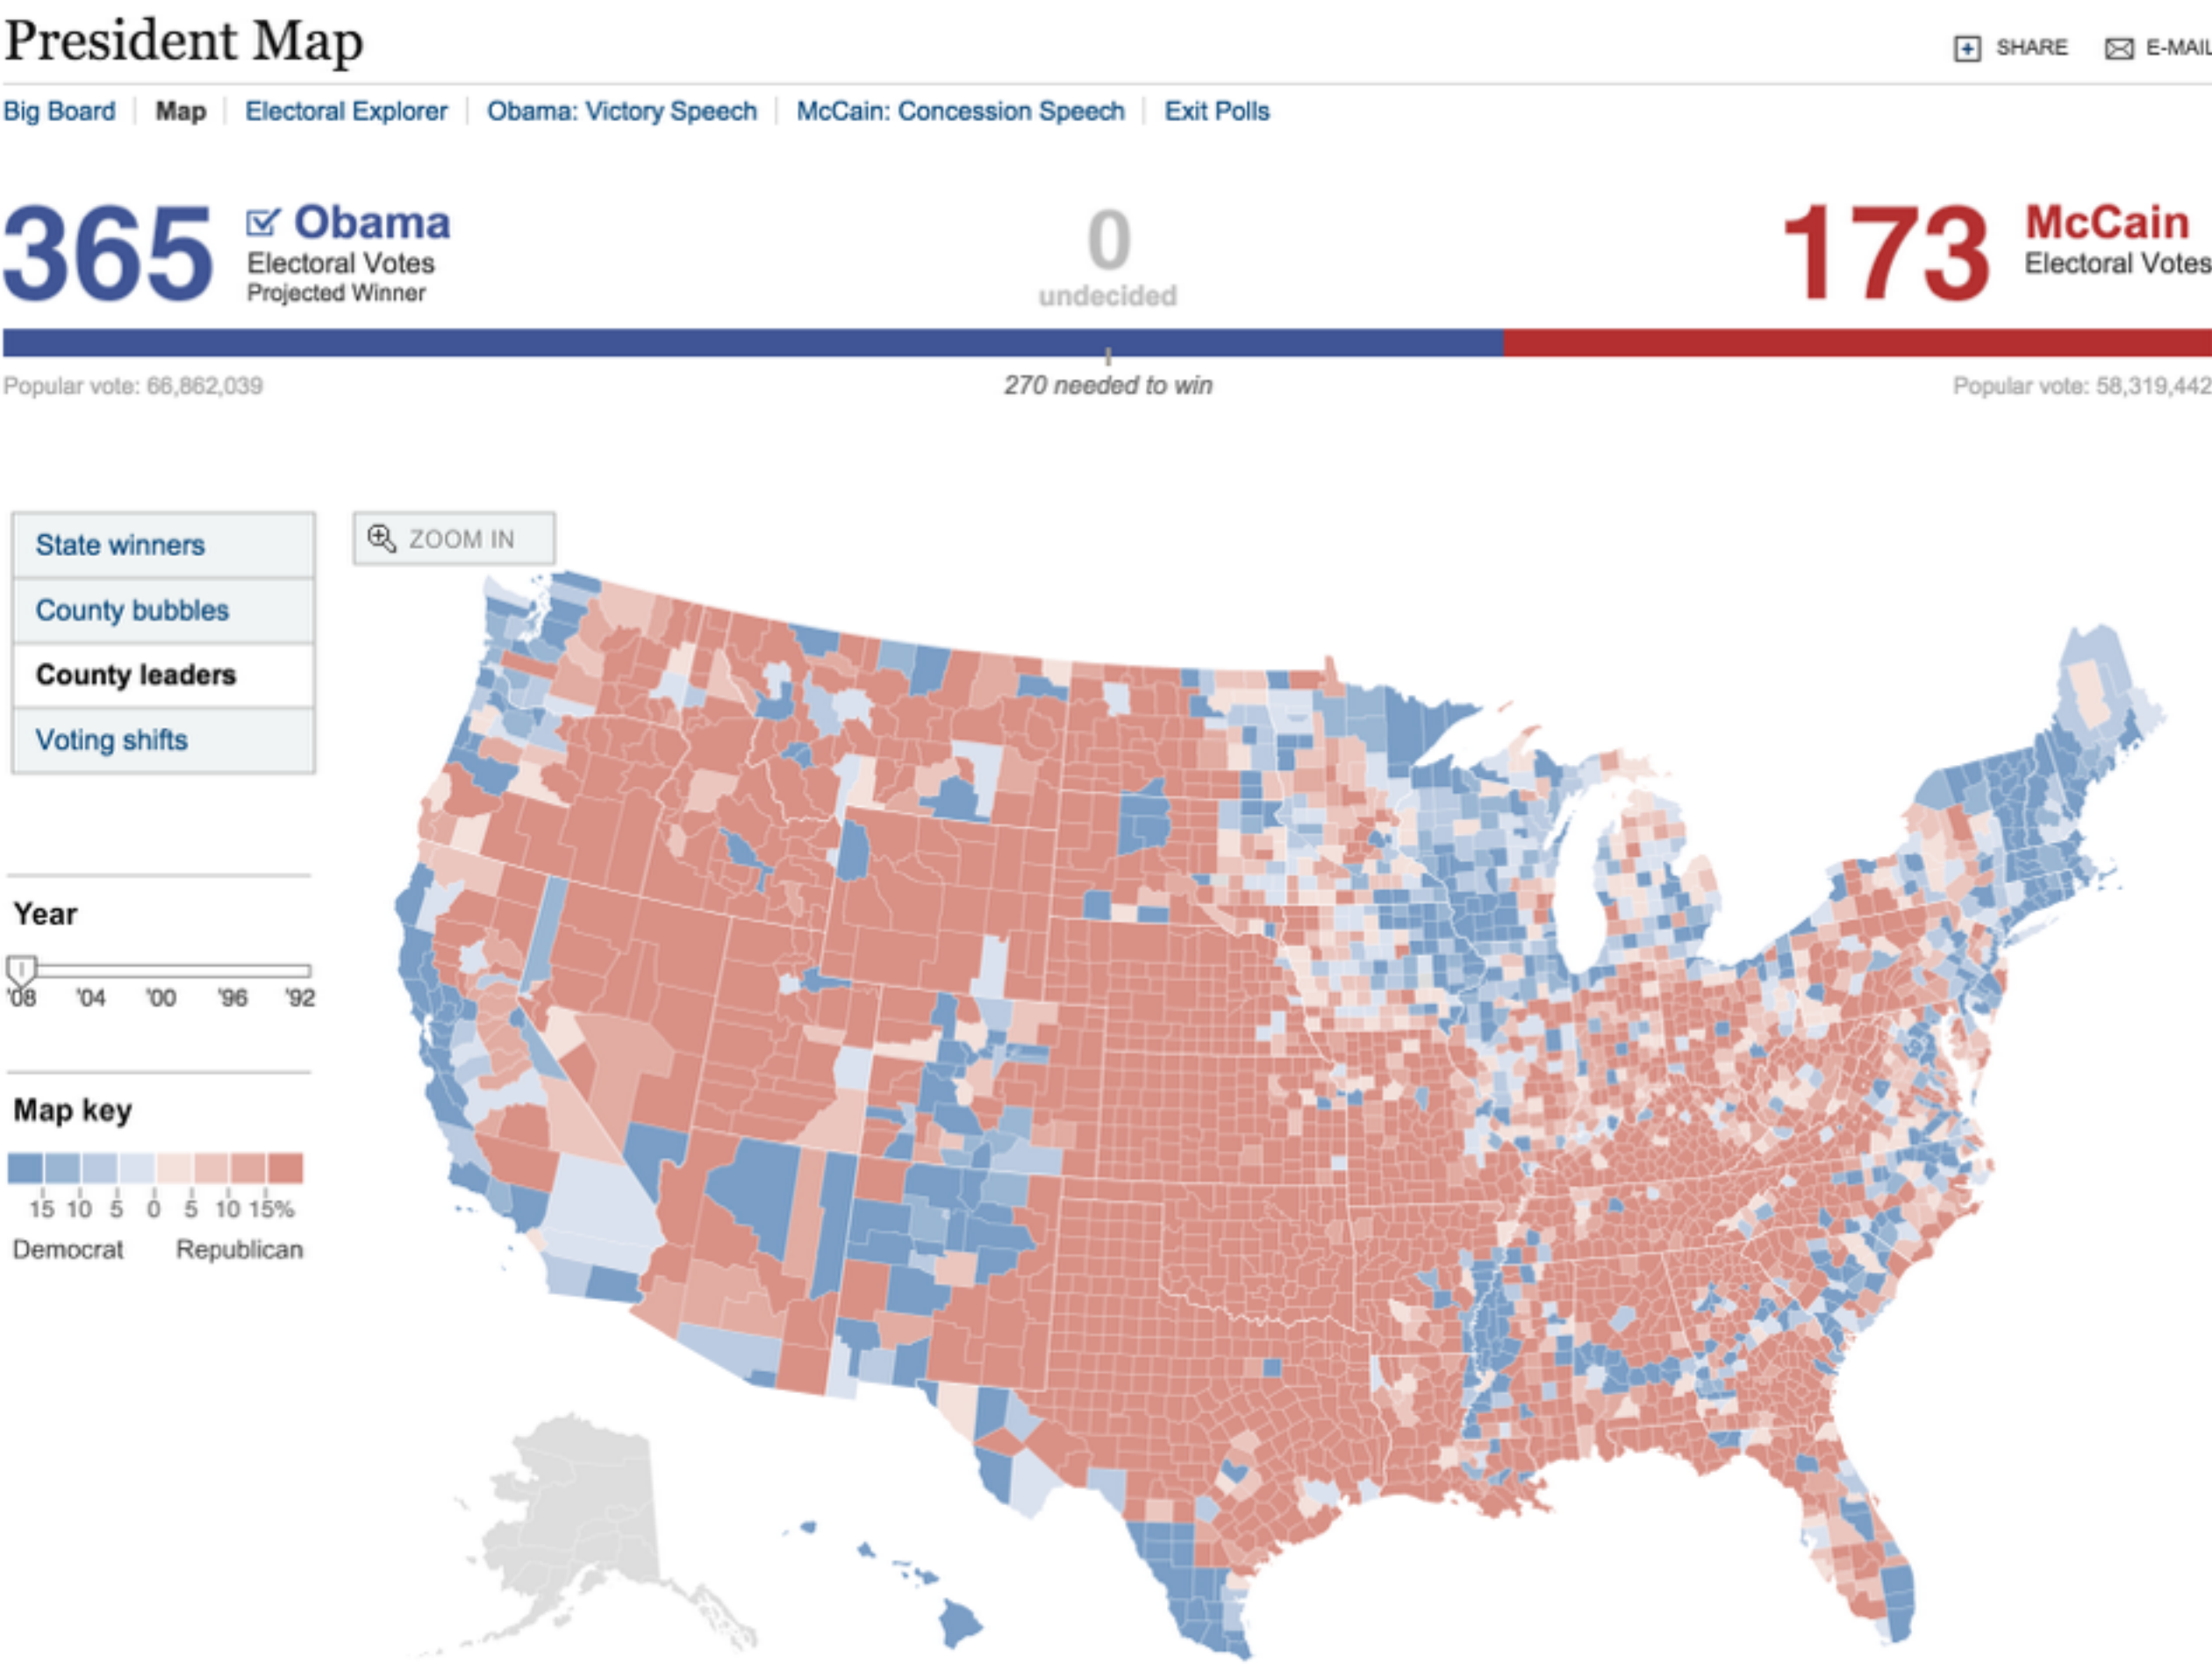 President Map
SHARE E-MAIL
Big Board Map Electoral Explorer Obama: Victory Speech McCain: Concession Speech Exit Polls
365 Obama
Electoral Votes
Projected Winner
0
undecided
173 McCain
Electoral Votes
Popular vote: 66,862,039
270 needed to win
Popular vote: 58,319,442
State winners
County bubbles
County leaders
Voting shifts
ZOOM IN
Year
'08 '04 '00 '96 '92
Map key
15 10 5 0 5 10 15%
Democrat Republican